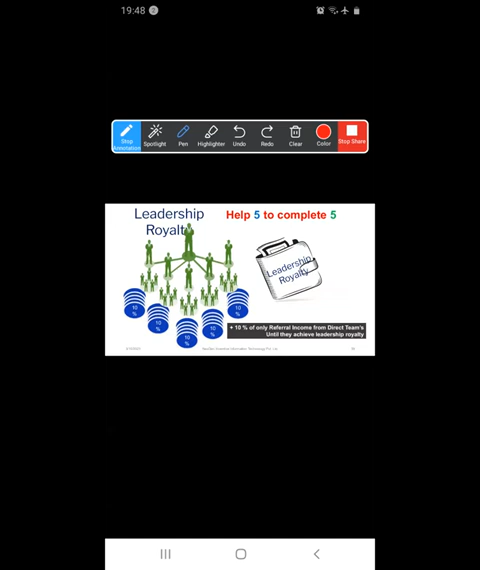 19:48
Stop
Annotation
Spotlight
Pen
Highlighter
Undo
Redo
Clear
Color
Stop Share
Leadership
Royalty
Help 5 to complete 5
Leadership
Royalty
10
%
10
%
10
%
10
%
10
%
+ 10 % of only Referral Income from Direct Team's
Until they achieve leadership royalty